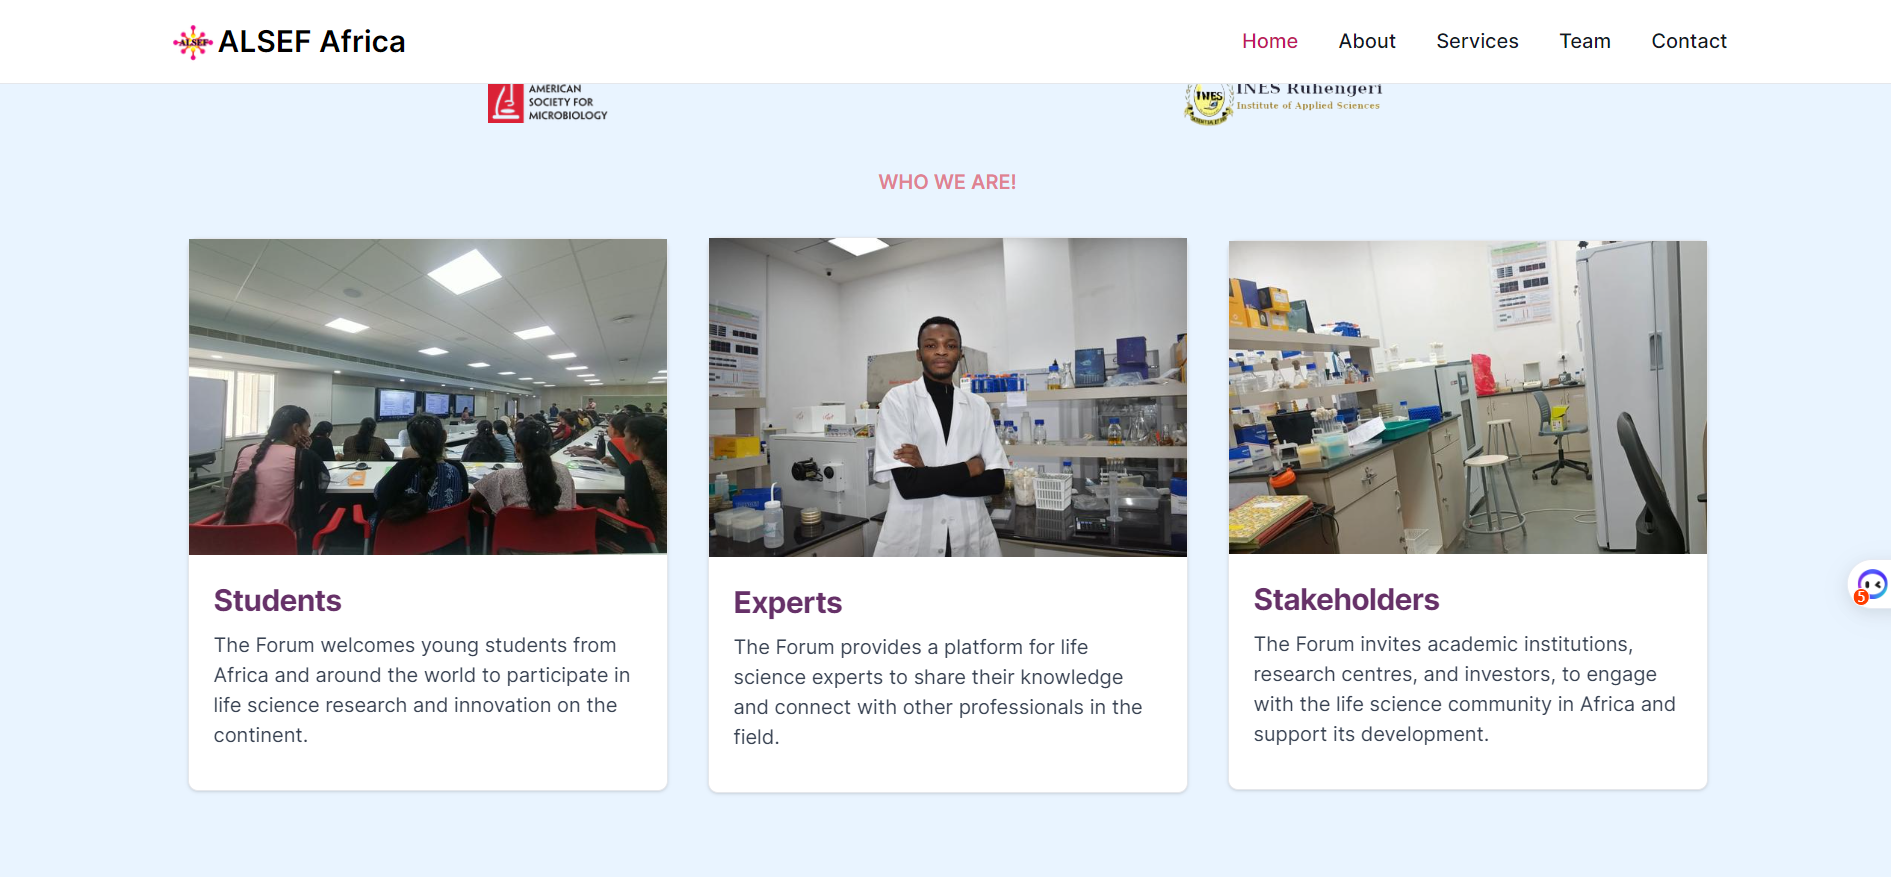 ALSEF
ALSEF Africa
Home
About
Services
Team
Contact
AMERICAN
SOCIETY FOR
MICROBIOLOGY
INES
INES Ruhengeri
Institute of Applied Sciences
WHO WE ARE!
Students
The Forum welcomes young students from
Africa and around the world to participate in
life science research and innovation on the
continent.
Experts
The Forum provides a platform for life
science experts to share their knowledge
and connect with other professionals in the
field.
Stakeholders
The Forum invites academic institutions,
research centres, and investors, to engage
with the life science community in Africa and
support its development.
5